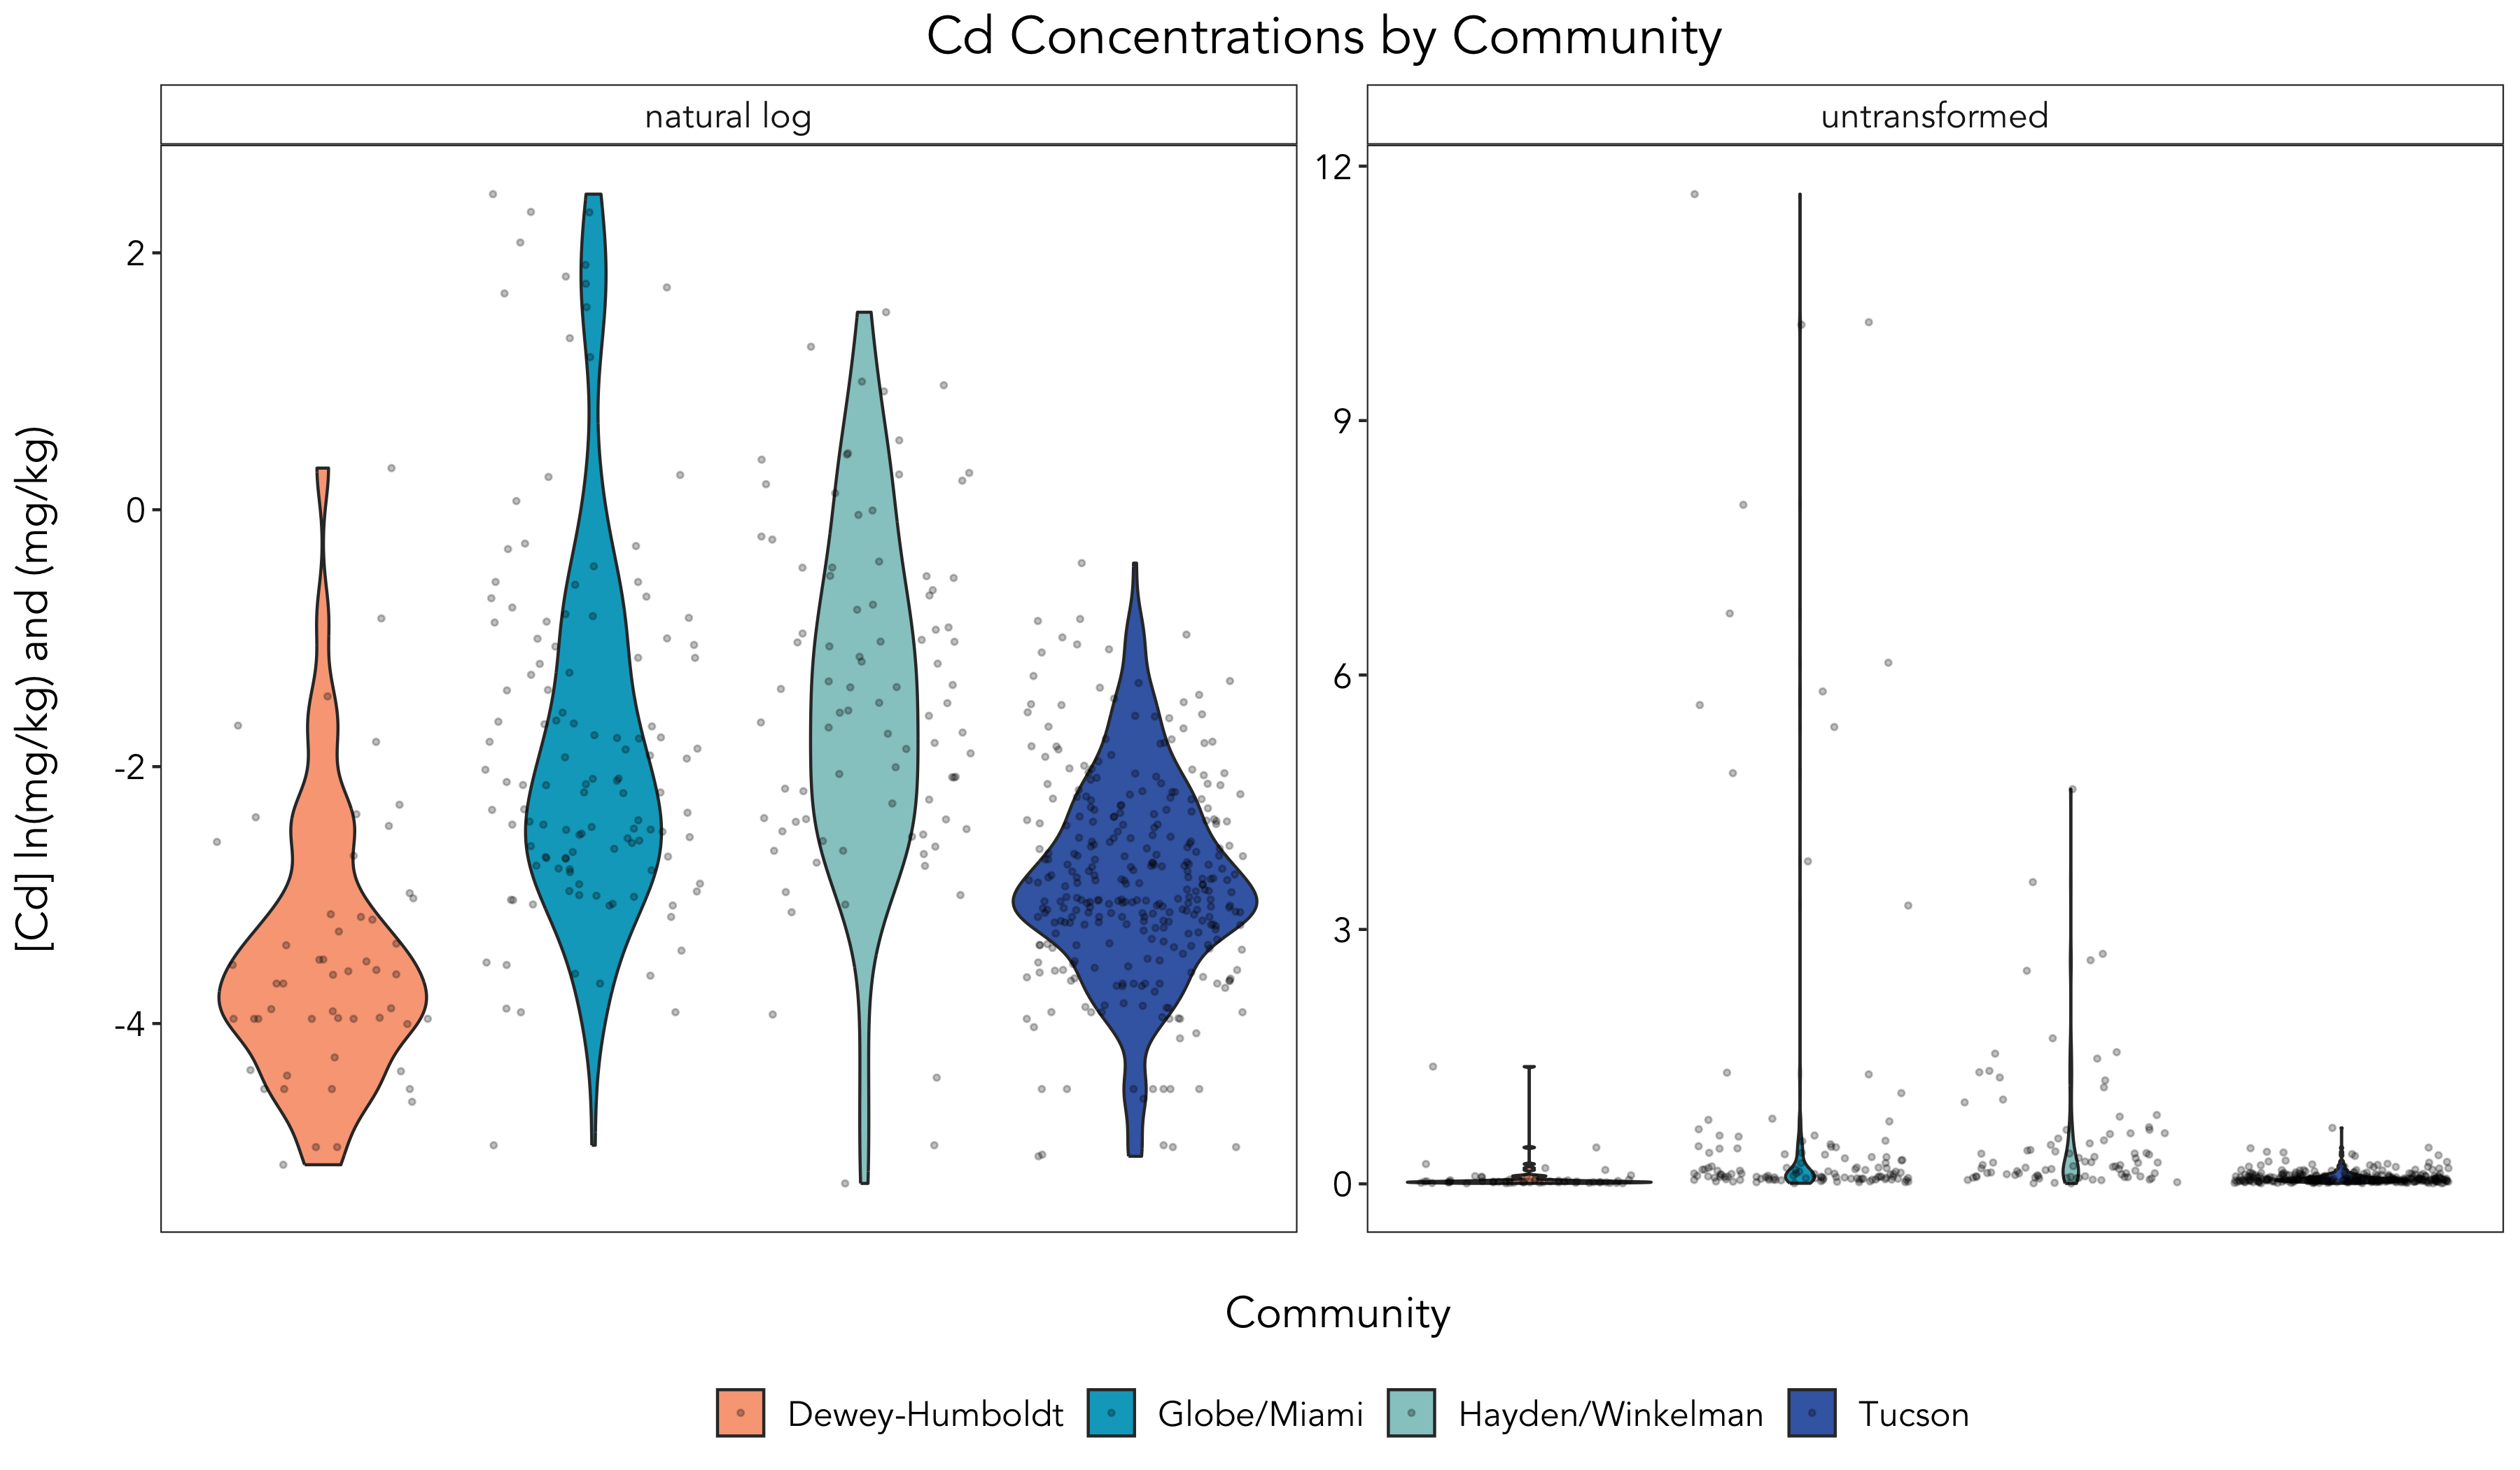 Cd Concentrations by Community
natural log
untransformed
[Cd] ln(mg/kg) and (mg/kg)
2
0
-2
-4
12
9
6
3
0
Community
Dewey-Humboldt
Globe/Miami
Hayden/Winkelman
Tucson